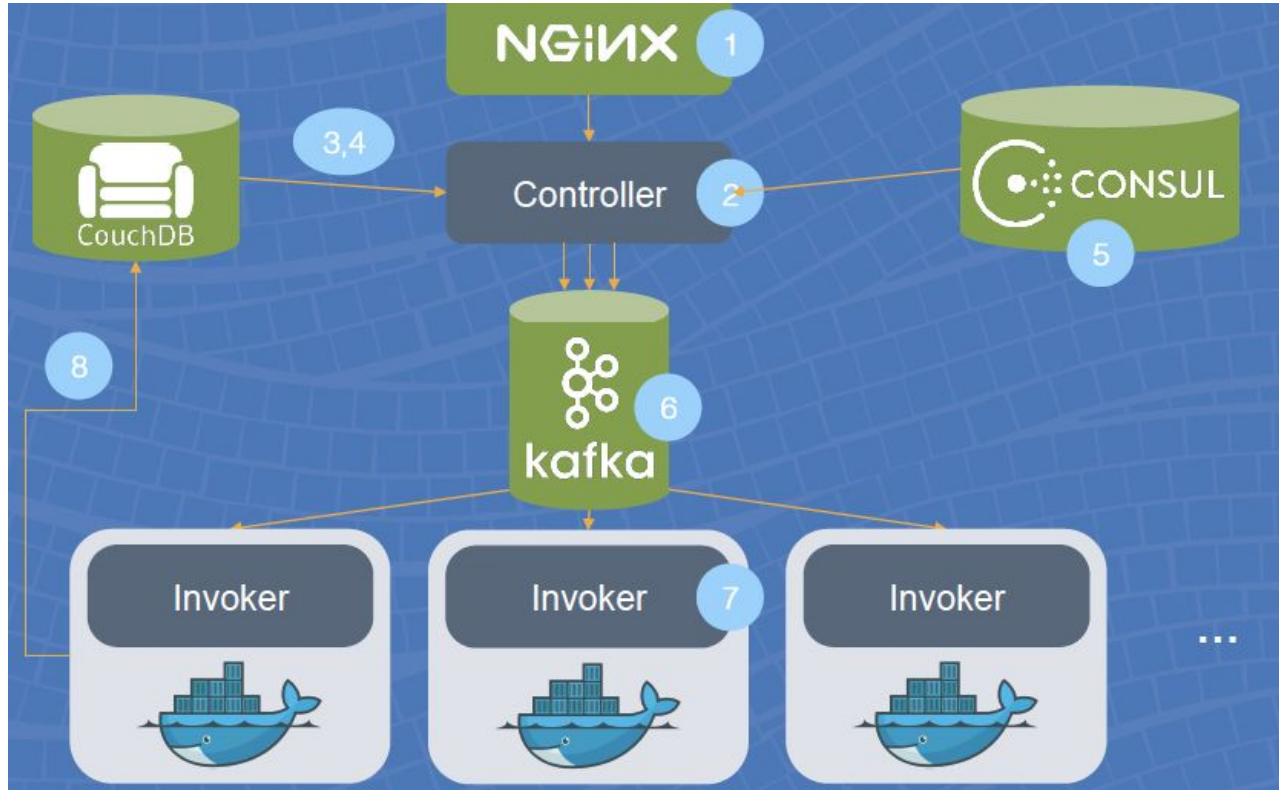 NGINX
1
3,4
Controller
2
CONSUL
CouchDB
5
8
6
kafka
Invoker
Invoker
7
Invoker
...